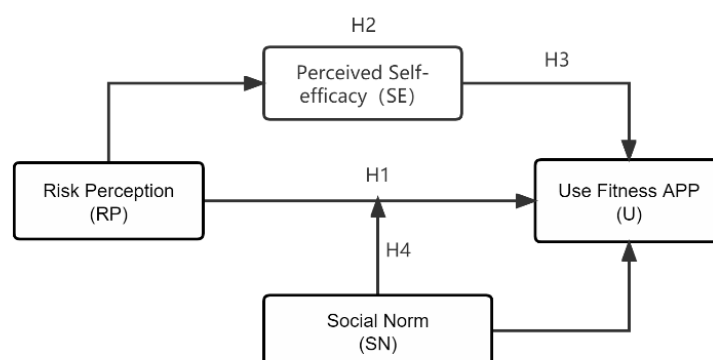 H2
Perceived Self-
efficacy（SE）
H3
Risk Perception
(RP)
H1
Use Fitness APP
(U)
H4
Social Norm
(SN)